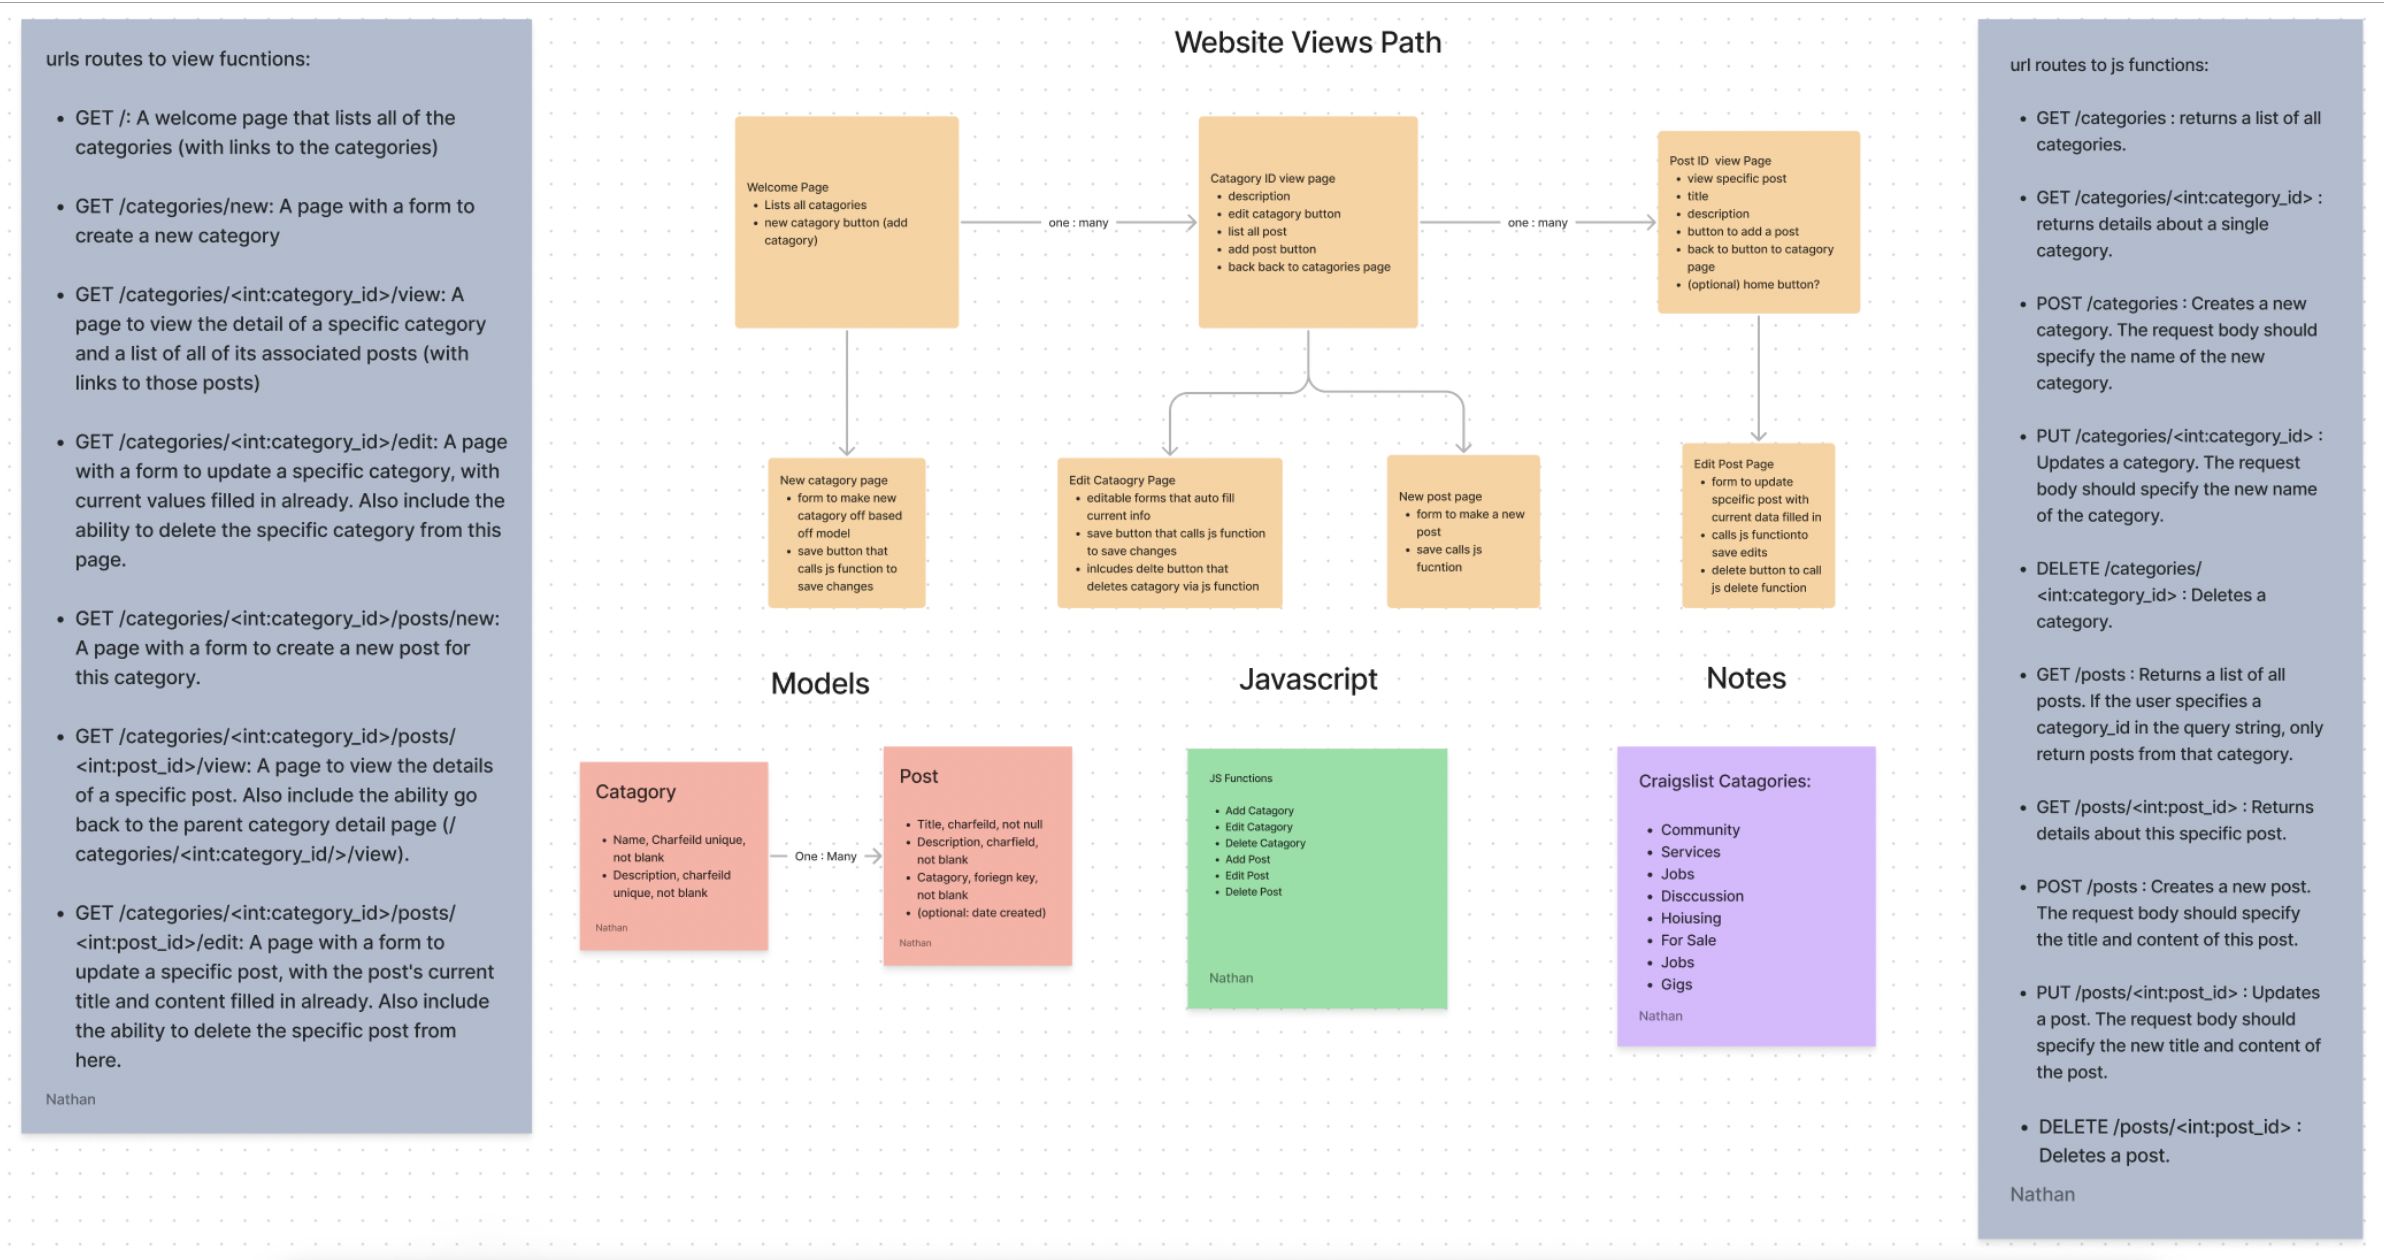 urls routes to view fucntions:
GET /: A welcome page that lists all of the
categories (with links to the categories)
GET /categories/new: A page with a form to
create a new category
GET /categories/<int:category_id>/view: A
page to view the detail of a specific category
and a list of all of its associated posts (with
links to those posts)
GET /categories/<int:category_id>/edit: A page
with a form to update a specific category, with
current values filled in already. Also include the
ability to delete the specific category from this
page.
GET /categories/<int:category_id>/posts/new:
A page with a form to create a new post for
this category.
GET /categories/<int:category_id>/posts/
<int:post_id>/view: A page to view the details
of a specific post. Also include the ability go
back to the parent category detail page (/
categories/<int:category_id/>/view).
GET /categories/<int:category_id>/posts/
<int:post_id>/edit: A page with a form to
update a specific post, with the post's current
title and content filled in already. Also include
the ability to delete the specific post from
here.
Nathan
Website Views Path
Welcome Page
Lists all catagories
new catagory button (add
catagory)
one : many
Catagory ID view page
description
edit catagory button
list all post
add post button
back back to catagories page
one : many
Post ID view Page
view specific post
title
description
button to add a post
back to button to catagory
page
(optional) home button?
New catagory page
form to make new
catagory off based
off model
save button that
calls js function to
save changes
Edit Cataogry Page
editable forms that auto fill
current info
save button that calls js function
to save changes
inlcudes delte button that
deletes catagory via js function
New post page
form to make a new
post
save calls js
fucntion
Edit Post Page
form to update
spceific post with
current data filled in
calls js functionto
save edits
delete button to call
js delete function
Models
Catagory
Name, Charfeild unique,
not blank
Description, charfeild
unique, not blank
Nathan
One : Many
Post
Title, charfeild, not null
Description, charfield,
not blank
Catagory, foriegn key,
not blank
(optional: date created)
Nathan
Javascript
JS Functions
Add Catagory
Edit Catagory
Delete Catagory
Add Post
Edit Post
Delete Post
Nathan
Notes
Craigslist Catagories:
Community
Services
Jobs
Disccussion
Hoiusing
For Sale
Jobs
Gigs
Nathan
url routes to js functions:
GET /categories : returns a list of all
categories.
GET /categories/<int:category_id> :
returns details about a single
category.
POST /categories : Creates a new
category. The request body should
specify the name of the new
category.
PUT /categories/<int:category_id> :
Updates a category. The request
body should specify the new name
of the category.
DELETE /categories/
<int:category_id> : Deletes a
category.
GET /posts : Returns a list of all
posts. If the user specifies a
category_id in the query string, only
return posts from that category.
GET /posts/<int:post_id> : Returns
details about this specific post.
POST /posts : Creates a new post.
The request body should specify
the title and content of this post.
PUT /posts/<int:post_id> : Updates
a post. The request body should
specify the new title and content of
the post.
DELETE /posts/<int:post_id> :
Deletes a post.
Nathan